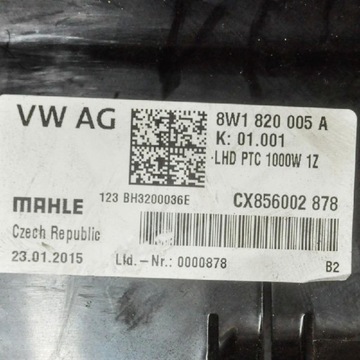 VW AG
8W1 820 005 A
K: 01.001
LHD PTC 1000W 1Z
123 BH3200036E
CX856002 878
MAHLE
Czech Republic
23.01.2015
Lfd.-Nr.: 0000878
B2